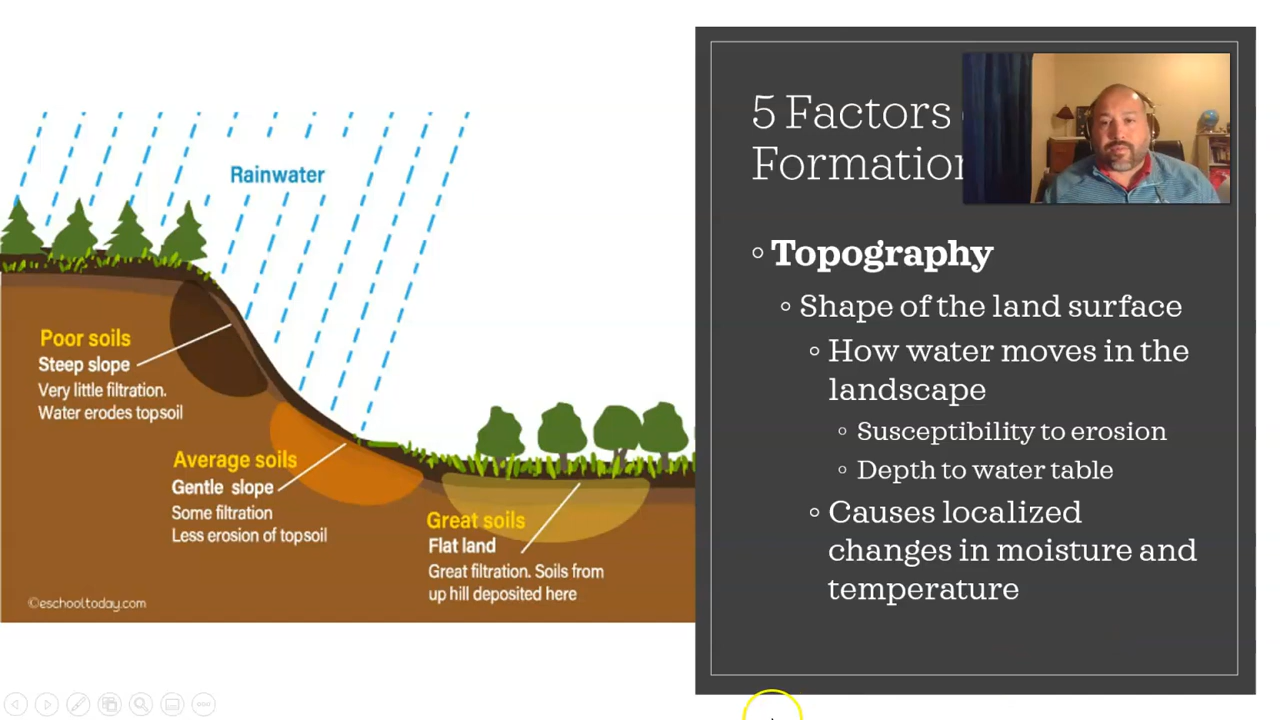 Rainwater
Poor soils
Steep slope
Very little filtration.
Water erodes topsoil
Average soils
Gentle slope
Some filtration
Less erosion of topsoil
Great soils
Flat land
Great filtration. Soils from
up hill deposited here
©eschooltoday.com
5 Factors
Formation
◦ Topography
◦ Shape of the land surface
◦ How water moves in the
landscape
◦ Susceptibility to erosion
◦ Depth to water table
◦ Causes localized
changes in moisture and
temperature